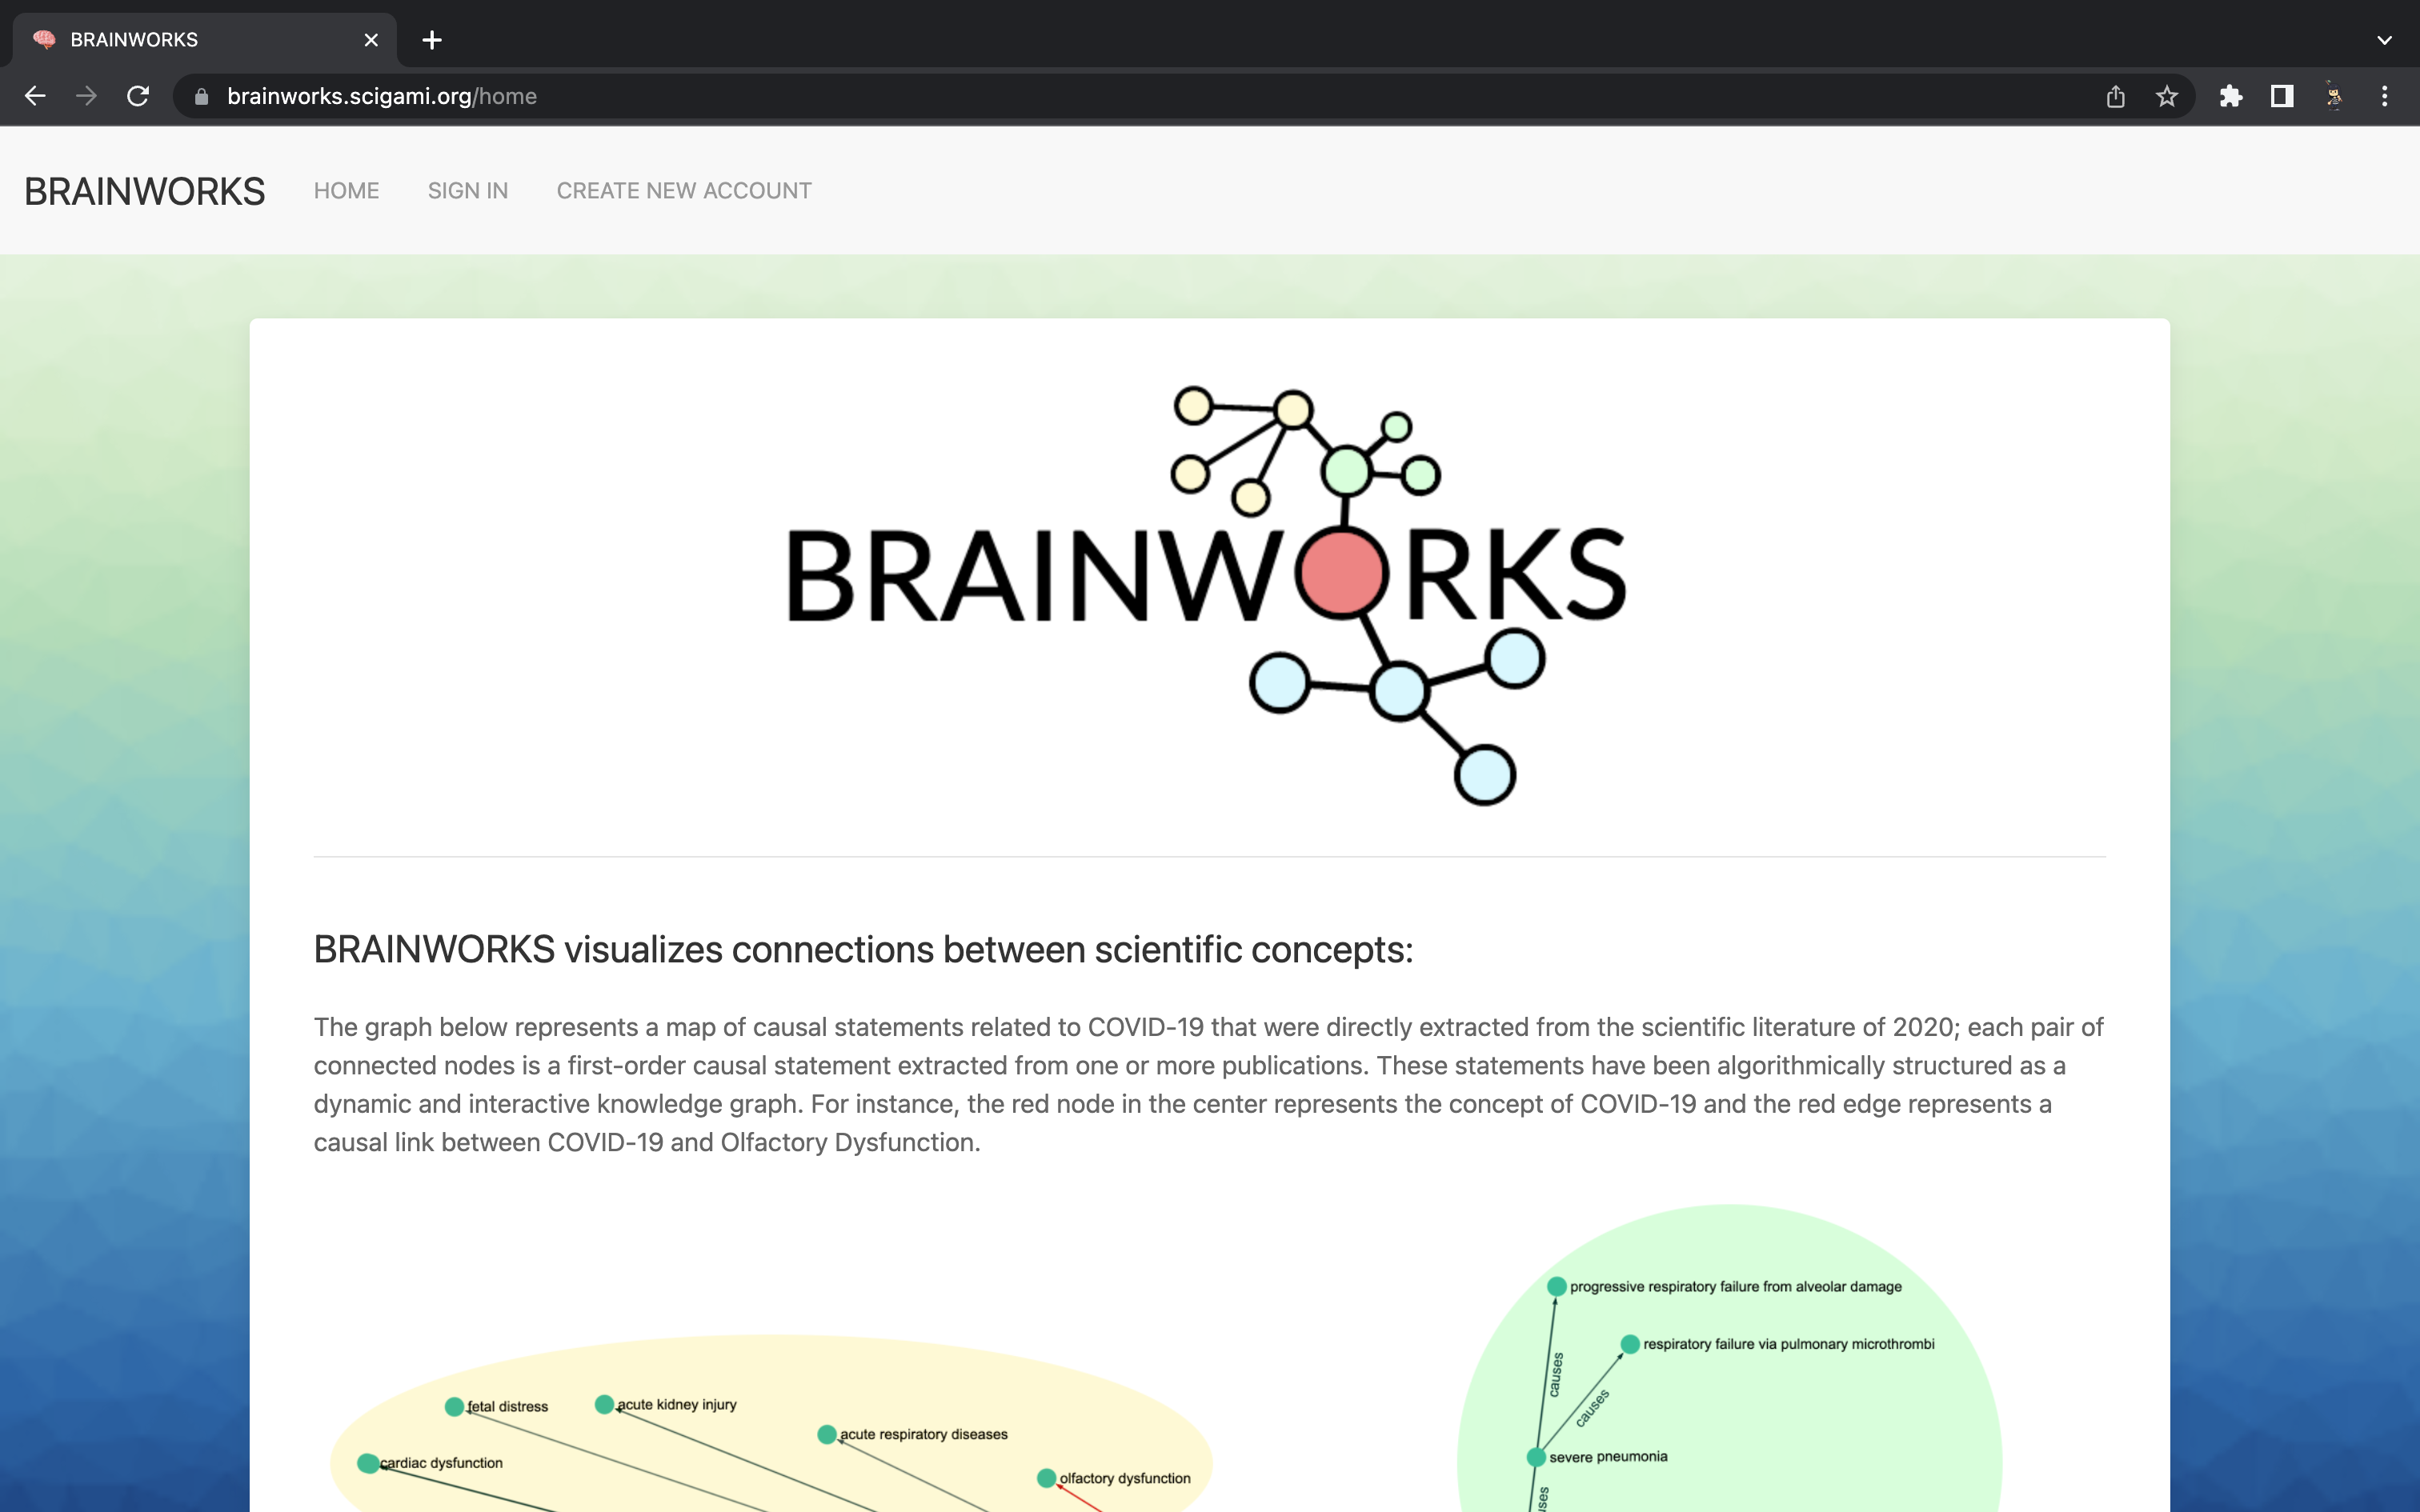 BRAINWORKS
brainworks.scigami.org/home
BRAINWORKS HOME SIGN IN CREATE NEW ACCOUNT
BRAINWORKS
BRAINWORKS visualizes connections between scientific concepts:
The graph below represents a map of causal statements related to COVID-19 that were directly extracted from the scientific literature of 2020; each pair of
connected nodes is a first-order causal statement extracted from one or more publications. These statements have been algorithmically structured as a
dynamic and interactive knowledge graph. For instance, the red node in the center represents the concept of COVID-19 and the red edge represents a
causal link between COVID-19 and Olfactory Dysfunction.
progressive respiratory failure from alveolar damage
respiratory failure via pulmonary microthrombi
causes
causes
fetal distress
acute kidney injury
acute respiratory diseases
cardiac dysfunction
olfactory dysfunction
severe pneumonia